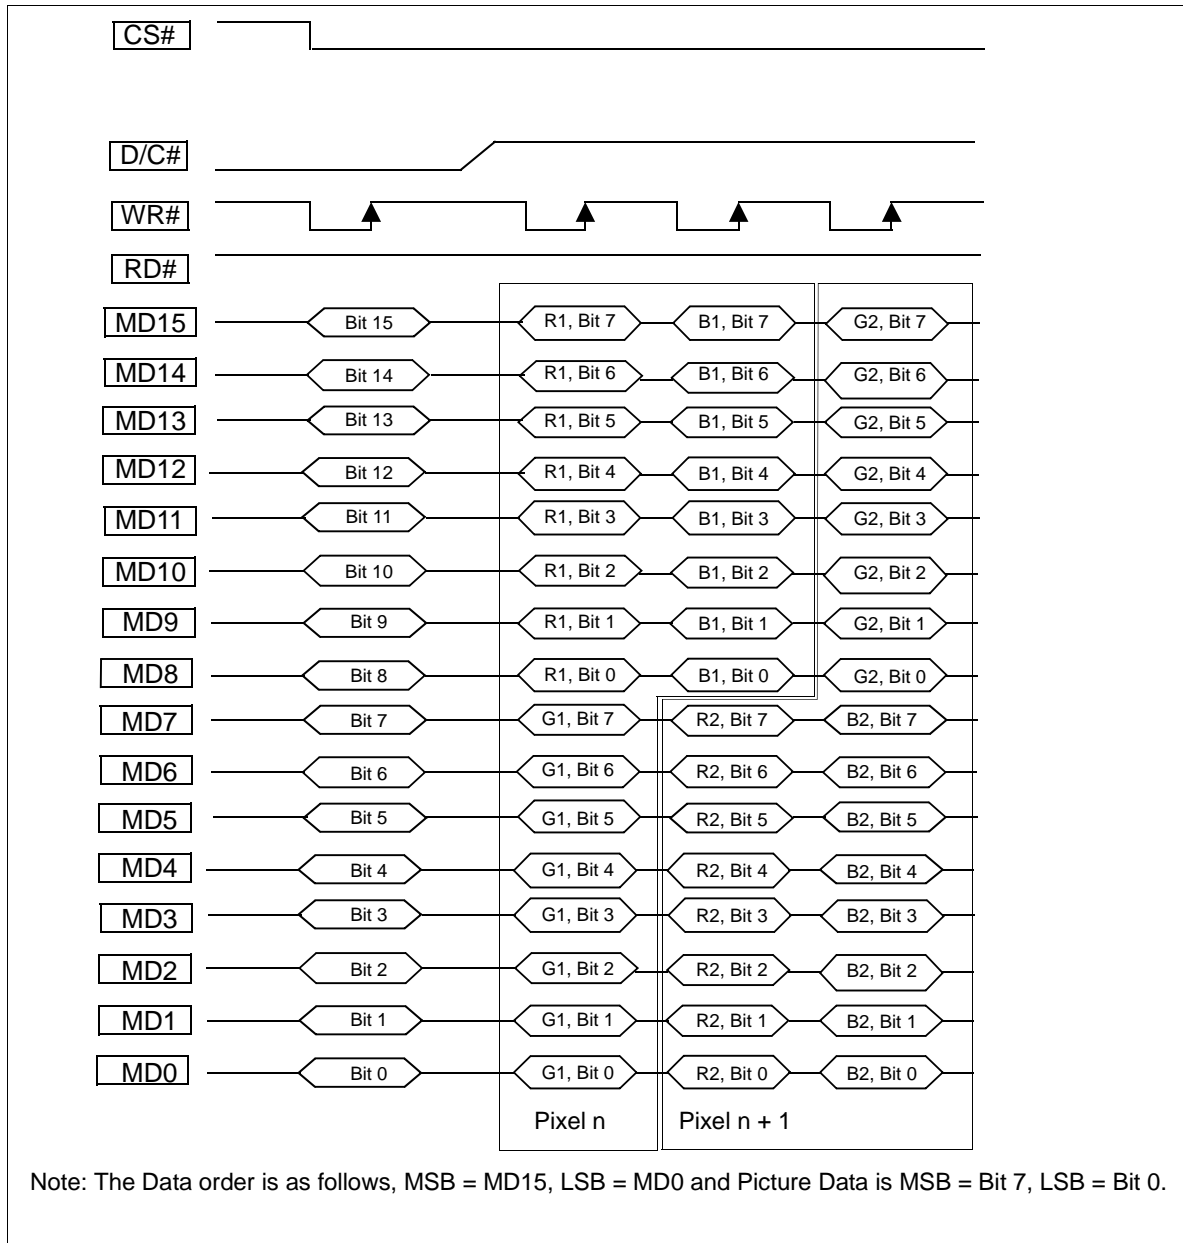 CS#
D/C#
WR#
RD#
MD15 Bit 15 R1, Bit 7 B1, Bit 7 G2, Bit 7
MD14 Bit 14 R1, Bit 6 B1, Bit 6 G2, Bit 6
MD13 Bit 13 R1, Bit 5 B1, Bit 5 G2, Bit 5
MD12 Bit 12 R1, Bit 4 B1, Bit 4 G2, Bit 4
MD11 Bit 11 R1, Bit 3 B1, Bit 3 G2, Bit 3
MD10 Bit 10 R1, Bit 2 B1, Bit 2 G2, Bit 2
MD9 Bit 9 R1, Bit 1 B1, Bit 1 G2, Bit 1
MD8 Bit 8 R1, Bit 0 B1, Bit 0 G2, Bit 0
MD7 Bit 7 G1, Bit 7 R2, Bit 7 B2, Bit 7
MD6 Bit 6 G1, Bit 6 R2, Bit 6 B2, Bit 6
MD5 Bit 5 G1, Bit 5 R2, Bit 5 B2, Bit 5
MD4 Bit 4 G1, Bit 4 R2, Bit 4 B2, Bit 4
MD3 Bit 3 G1, Bit 3 R2, Bit 3 B2, Bit 3
MD2 Bit 2 G1, Bit 2 R2, Bit 2 B2, Bit 2
MD1 Bit 1 G1, Bit 1 R2, Bit 1 B2, Bit 1
MD0 Bit 0 G1, Bit 0 R2, Bit 0 B2, Bit 0
Pixel n Pixel n + 1
Note: The Data order is as follows, MSB = MD15, LSB = MD0 and Picture Data is MSB = Bit 7, LSB = Bit 0.